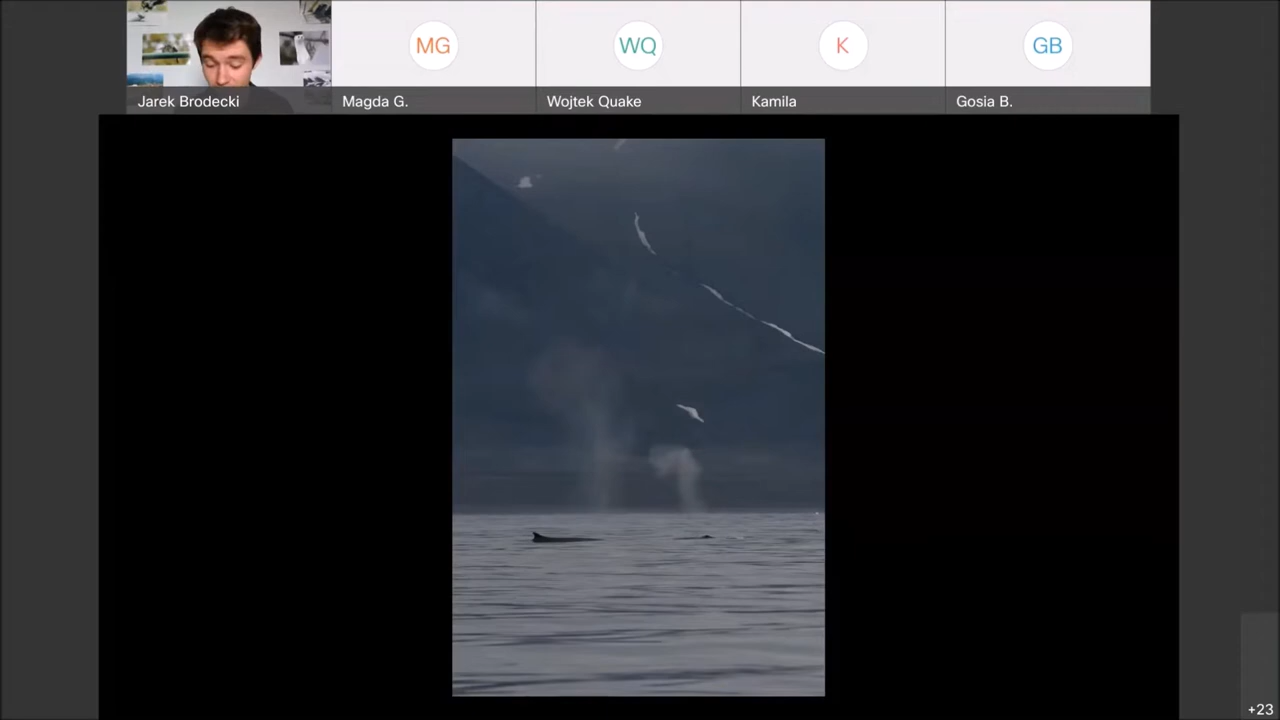 MG
WQ
K
GB
Jarek Brodecki
Magda G.
Wojtek Quake
Kamila
Gosia B.
+23